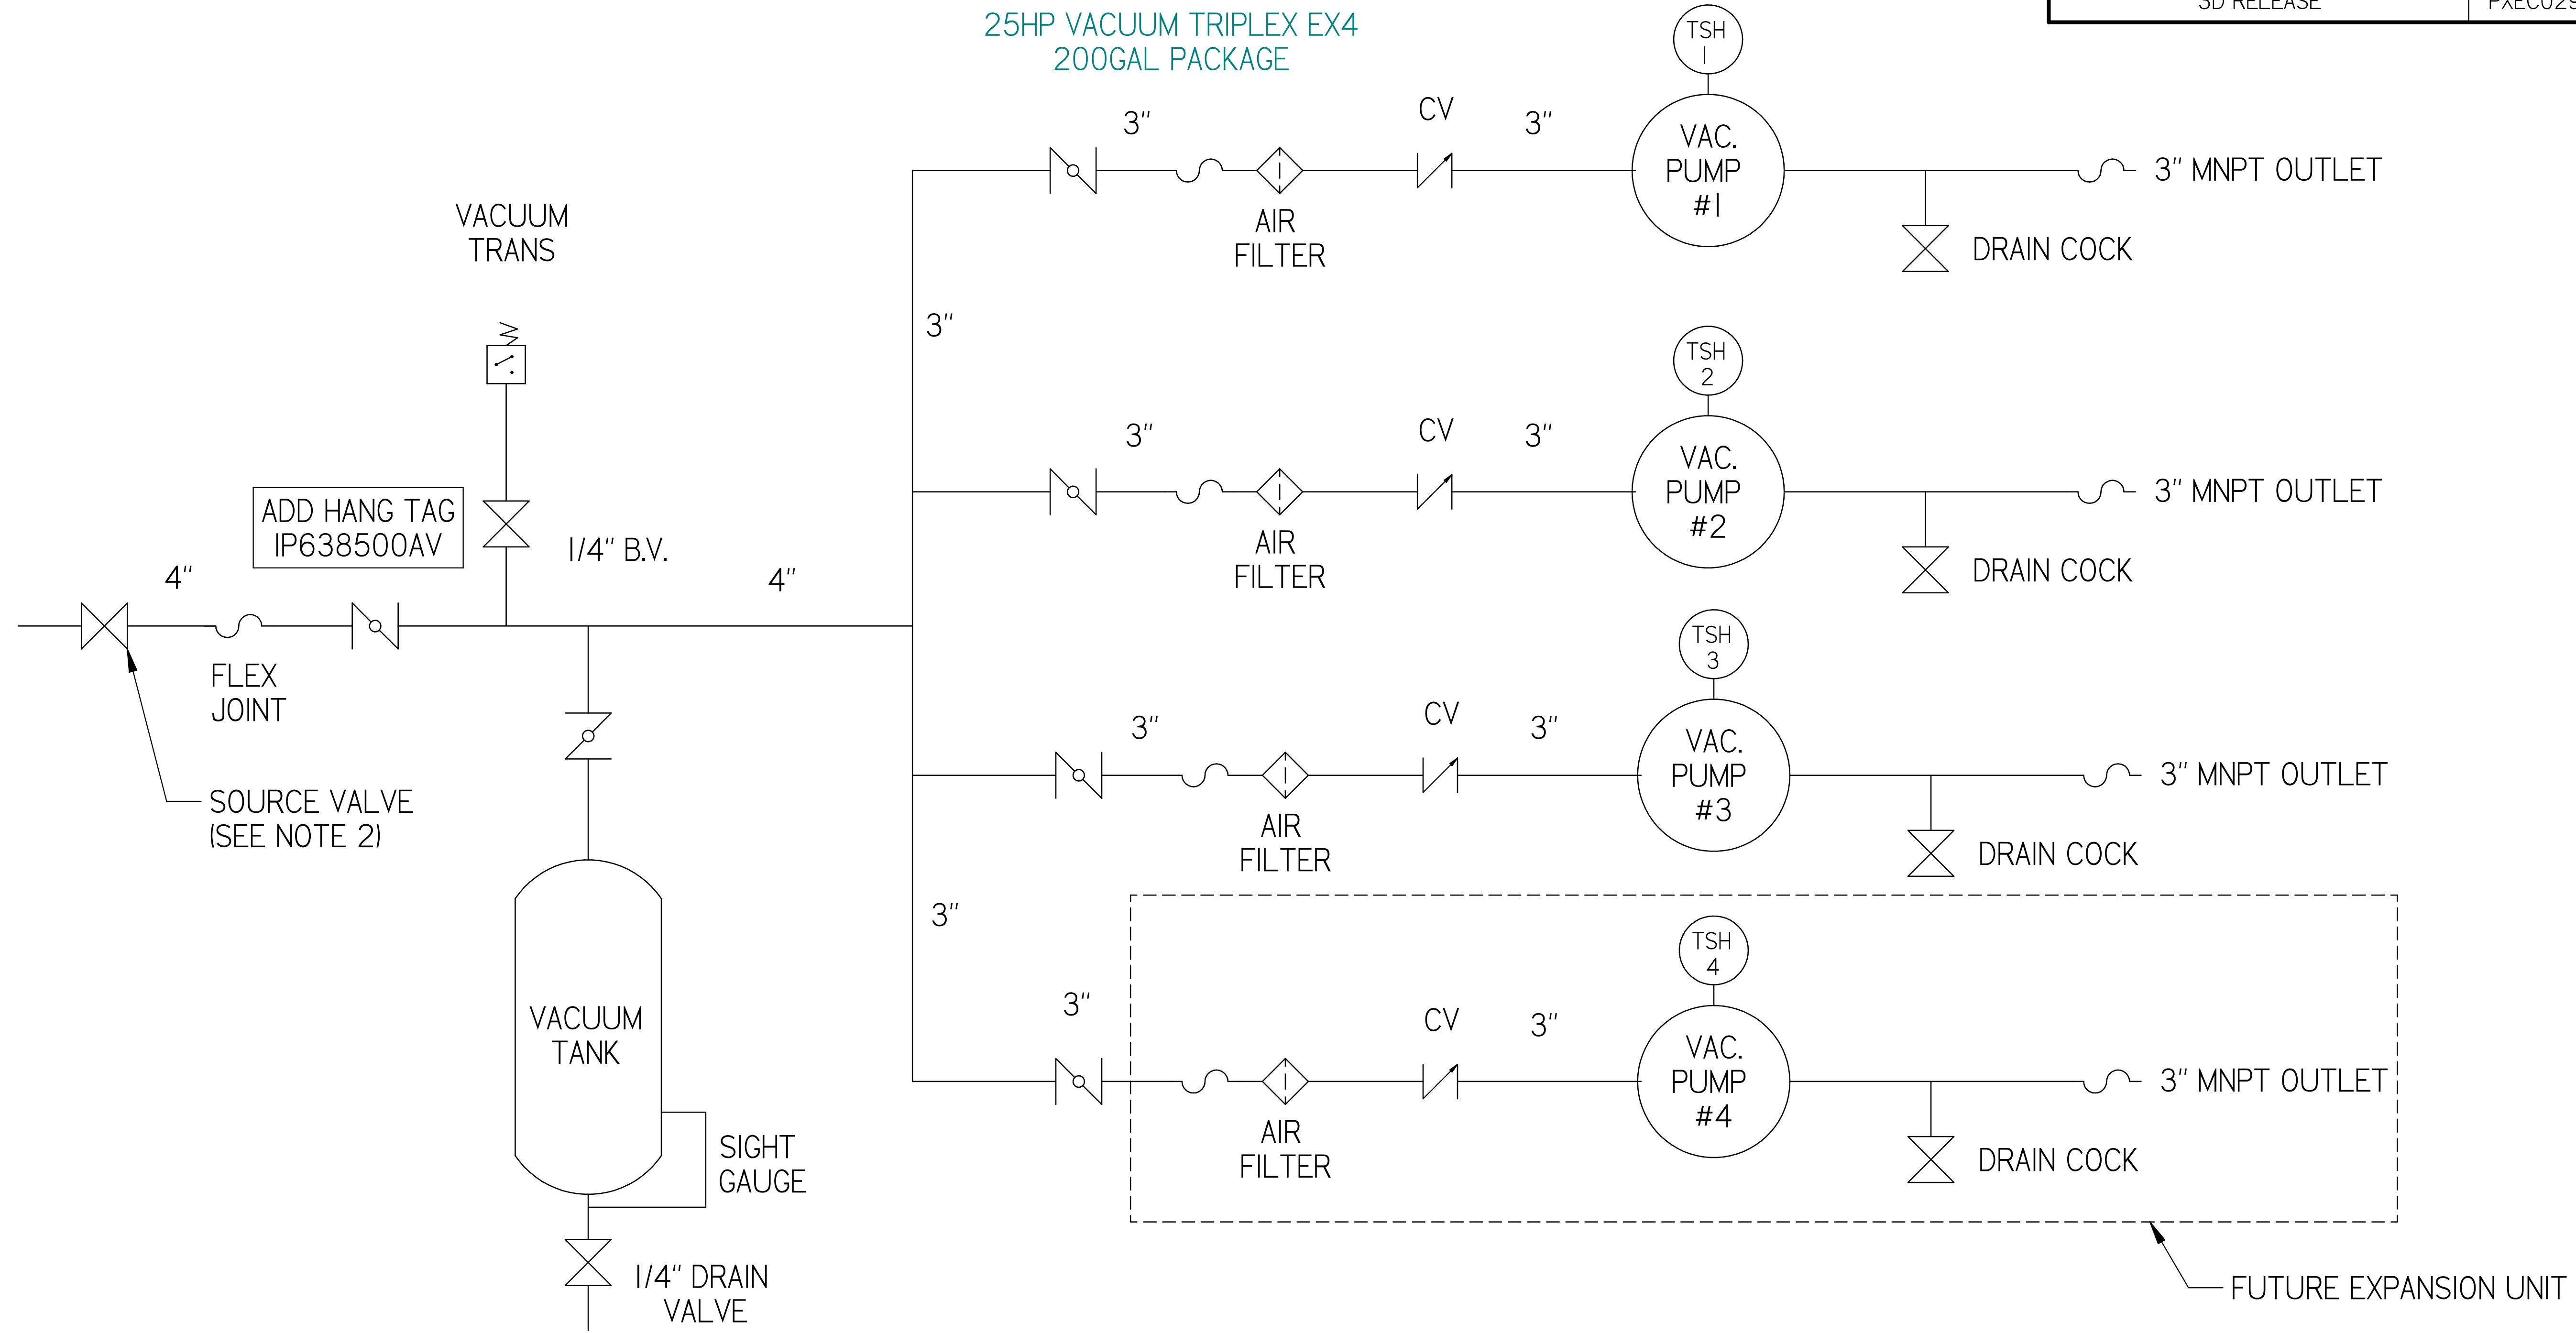 25HP VACUUM TRIPLEX EX4
200GAL PACKAGE
3D RELEASE
TSH
1
3"
CV
3"
VAC.
PUMP
#1
3" MNPT OUTLET
AIR
FILTER
DRAIN COCK
VACUUM
TRANS
3"
TSH
2
3"
CV
3"
VAC.
PUMP
#2
3" MNPT OUTLET
AIR
FILTER
DRAIN COCK
ADD HANG TAG
IP638500AV
1/4" B.V.
4"
4"
FLEX
JOINT
SOURCE VALVE
(SEE NOTE 2)
TSH
3
3"
CV
3"
VAC.
PUMP
#3
3" MNPT OUTLET
AIR
FILTER
DRAIN COCK
3"
TSH
4
3"
CV
3"
VAC.
PUMP
#4
3" MNPT OUTLET
AIR
FILTER
DRAIN COCK
VACUUM
TANK
SIGHT
GAUGE
1/4" DRAIN
VALVE
FUTURE EXPANSION UNIT